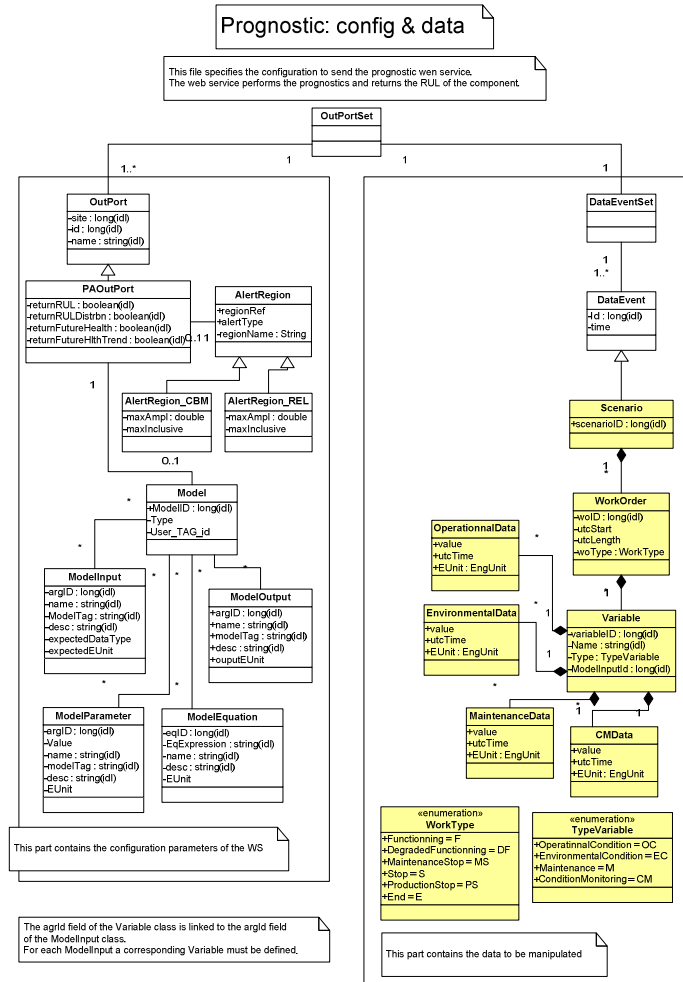 Prognostic: config & data
This file specifies the configuration to send the prognostic wen service.
The web service performs the prognostics and returns the RUL of the component.
OutPortSet
1
1
1..*
1
OutPort
-site : long(idl)
-id : long(idl)
-name : string(idl)
PAOutPort
-returnRUL : boolean(idl)
-returnRULDistrbn : boolean(idl)
-returnFutureHealth : boolean(idl)
-returnFutureHlthTrend : boolean(idl)
0..1
1
AlertRegion
+regionRef
+alertType
-regionName : String
AlertRegion_CBM
-maxAmpl : double
-maxInclusive
AlertRegion_REL
-maxAmpl : double
-maxInclusive
1
0..1
Model
+ModelID : long(idl)
-Type
-User_TAG_id
*
*
*
*
*
*
ModelInput
-argID : long(idl)
-name : string(idl)
-ModelTag : string(idl)
-desc : string(idl)
-expectedDataType
-expectedEUnit
ModelOutput
+argID : long(idl)
+name : string(idl)
+modelTag : string(idl)
+desc : string(idl)
+ouputEUnit
*
*
ModelParameter
-argID : long(idl)
-Value
-name : string(idl)
-modelTag : string(idl)
-desc : string(idl)
-EUnit
ModelEquation
-eqID : long(idl)
-EqExpression : string(idl)
-name : string(idl)
-desc : string(idl)
-EUnit
This part contains the configuration parameters of the WS
The agrId field of the Variable class is linked to the argId field
of the ModelInput class.
For each ModelInput a corresponding Variable must be defined.
DataEventSet
1
1..*
DataEvent
-Id : long(idl)
-time
Scenario
+scenarioID : long(idl)
1
*
WorkOrder
-woID : long(idl)
-utcStart
-utcLength
-woType : WorkType
1
*
OperationnalData
+value
+utcTime
+EUnit : EngUnit
*
1
EnvironmentalData
+value
+utcTime
+EUnit : EngUnit
*
1
Variable
-variableID : long(idl)
-Name : string(idl)
-Type : TypeVariable
-ModelInputId : long(idl)
*
*
1
1
MaintenanceData
+value
+utcTime
+EUnit : EngUnit
CMData
+value
+utcTime
+EUnit : EngUnit
«enumeration»
WorkType
+Functionning = F
+DegradedFunctionning = DF
+MaintenanceStop = MS
+Stop = S
+ProductionStop = PS
+End = E
«enumeration»
TypeVariable
+OperatinnalCondition = OC
+EnvironmentalCondition = EC
+Maintenance = M
+ConditionMonitoring = CM
This part contains the data to be manipulated